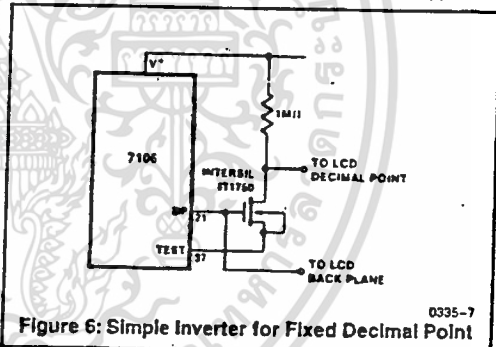 V+
1MΩ
7106
TO LCD
DECIMAL POINT
INTERSIL
IT1750
BP
21
TEST
37
TO LCD
BACK PLANE
0335-7
Figure 6: Simple Inverter for Fixed Decimal Point